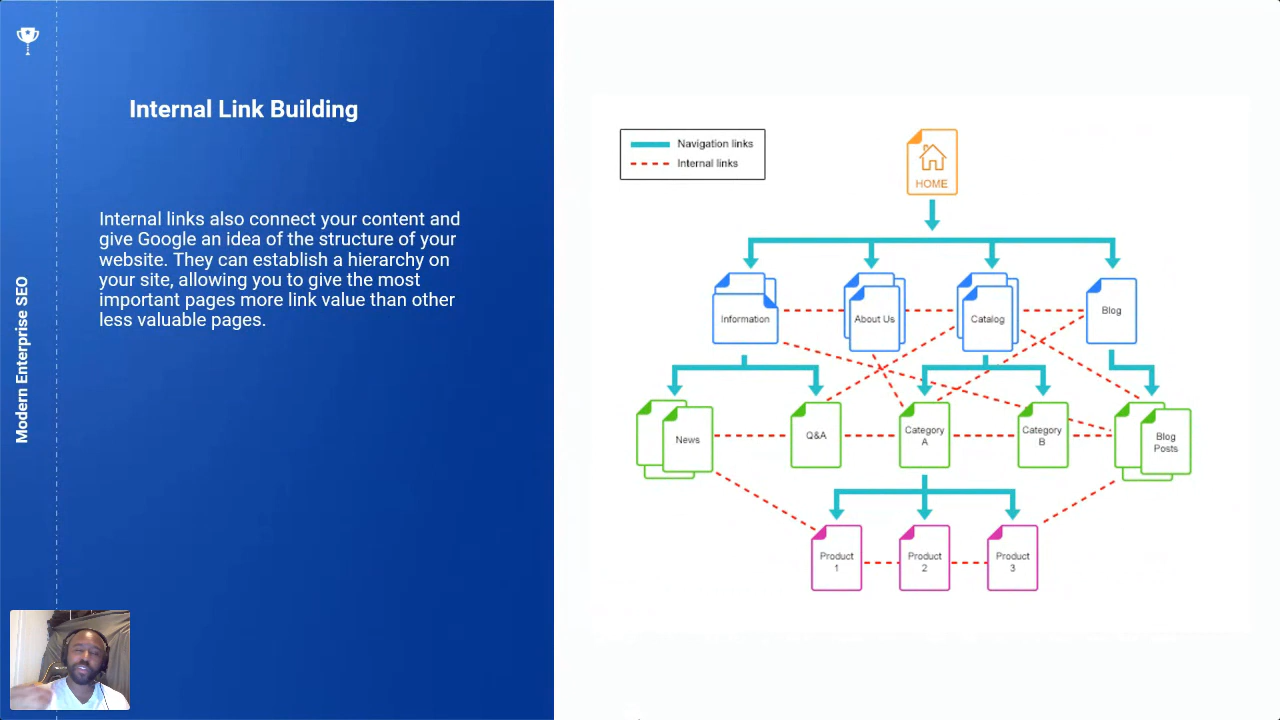 Modern Enterprise SEO
Internal Link Building
Internal links also connect your content and
give Google an idea of the structure of your
website. They can establish a hierarchy on
your site, allowing you to give the most
important pages more link value than other
less valuable pages.
Navigation links
Internal links
HOME
Information
About Us
Catalog
Blog
News
Q&A
Category
A
Category
B
Blog
Posts
Product
1
Product
2
Product
3